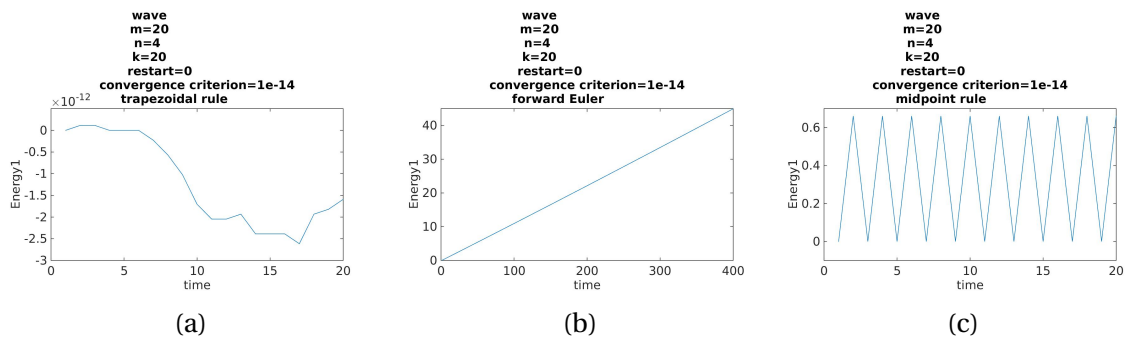 wave
m=20
n=4
k=20
restart=0
convergence criterion=1e-14
trapezoidal rule
×10^-12
0
-0.5
-1
-1.5
-2
-2.5
-3
Energy1
0 5 10 15 20
time
(a)
wave
m=20
n=4
k=20
restart=0
convergence criterion=1e-14
forward Euler
40
30
20
10
0
Energy1
0 100 200 300 400
time
(b)
wave
m=20
n=4
k=20
restart=0
convergence criterion=1e-14
midpoint rule
0.6
0.4
0.2
0
Energy1
0 5 10 15 20
time
(c)